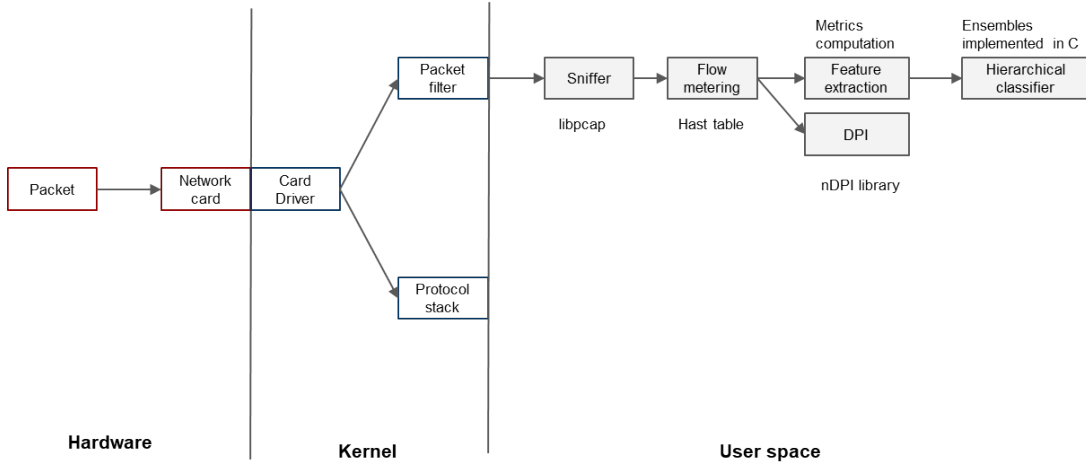 Metrics
computation
Ensembles
implemented in C
Packet
filter
Sniffer
Flow
metering
Feature
extraction
Hierarchical
classifier
libpcap
Hast table
DPI
nDPI library
Packet
Network
card
Card
Driver
Protocol
stack
Hardware
Kernel
User space